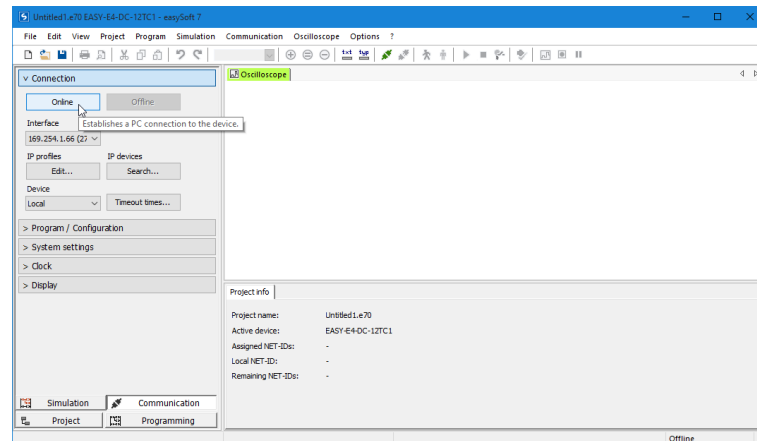 Untitled1.e70 EASY-E4-DC-12TC1 - easySoft 7
File Edit View Project Program Simulation Communication Oscilloscope Options ?
txt typ
v Connection
Oscilloscope
Online Offline
Establishes a PC connection to the device.
Interface
169.254.1.66 (27
IP profiles IP devices
Edit... Search...
Device
Local Timeout times...
> Program / Configuration
> System settings
> Clock
> Display
Project info
Project name: Untitled1.e70
Active device: EASY-E4-DC-12TC1
Assigned NET-IDs: -
Local NET-ID: -
Remaining NET-IDs: -
Simulation Communication
Project Programming
Offline